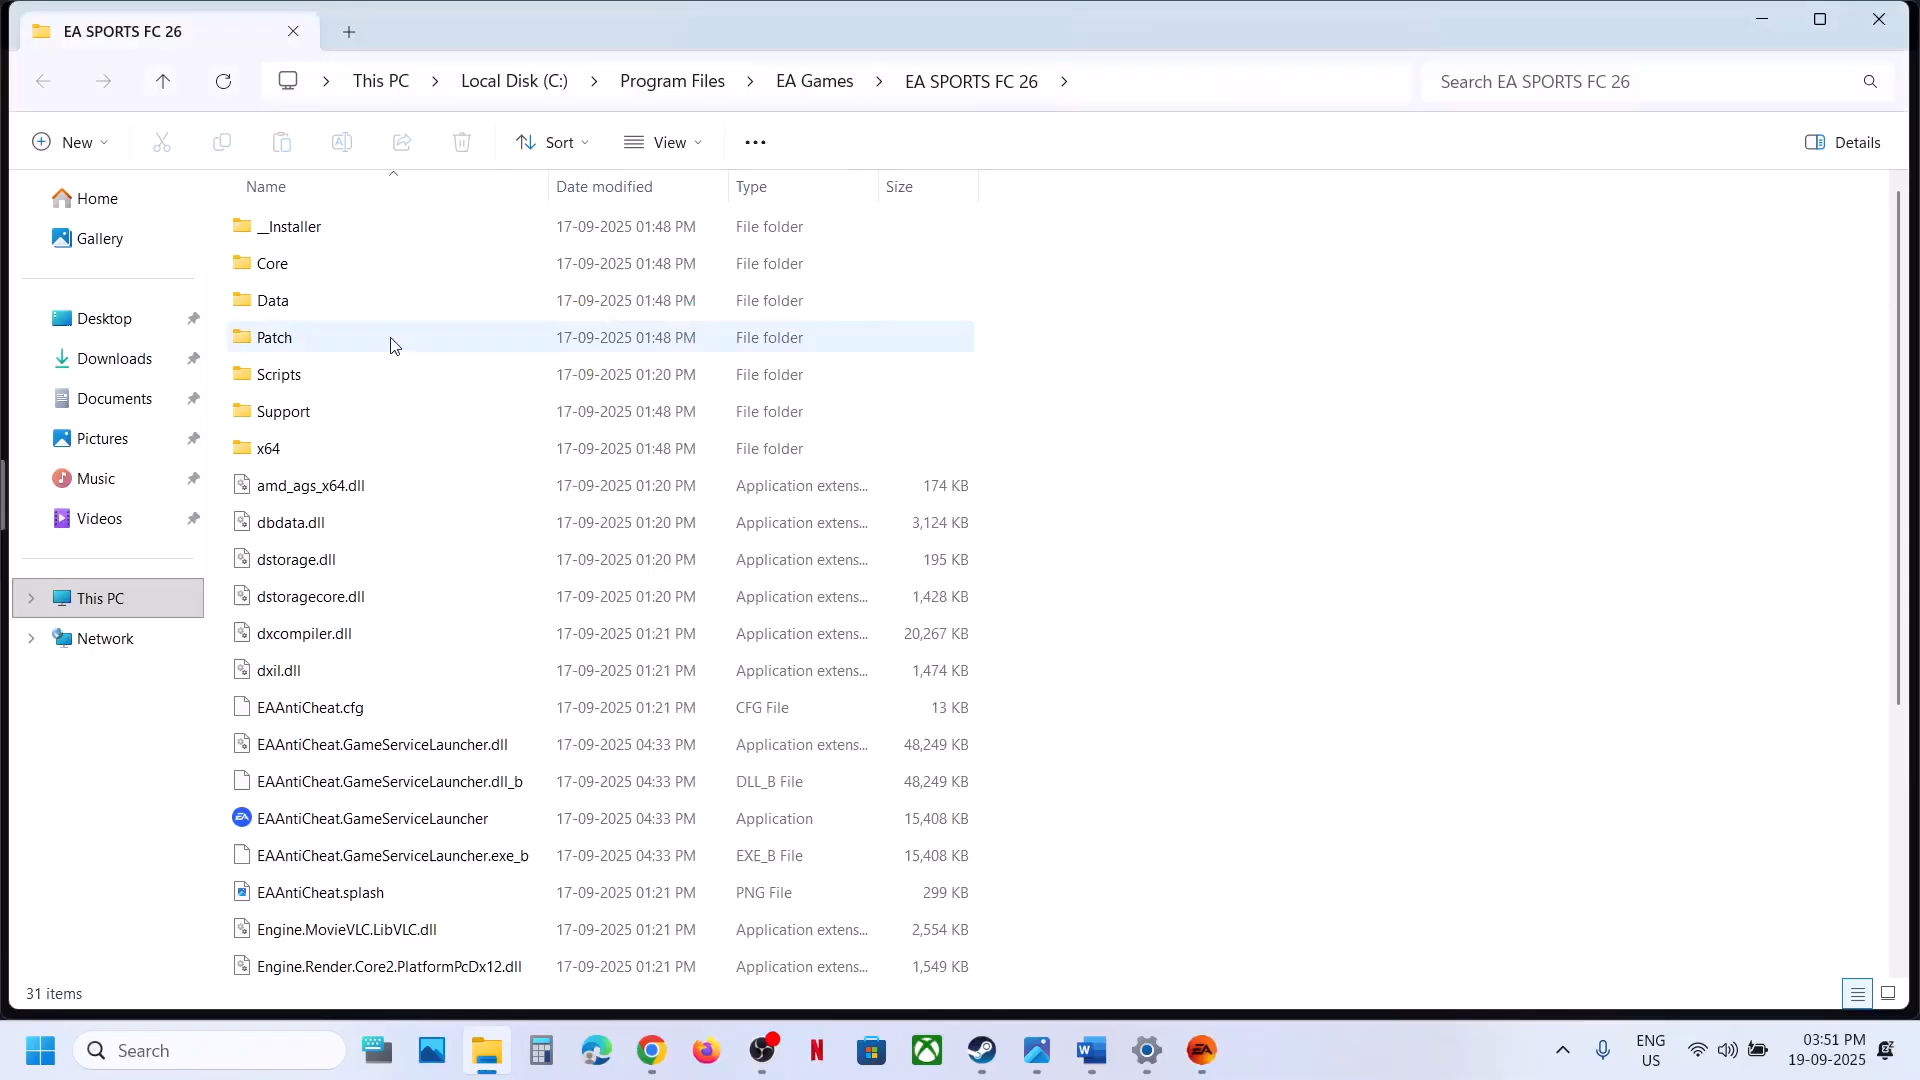 EA SPORTS FC 26
This PC
Local Disk (C:)
Program Files
EA Games
EA SPORTS FC 26
Search EA SPORTS FC 26
New
Sort
View
Details
Name
Date modified
Type
Size
Home
Gallery
Desktop
Downloads
Documents
Pictures
Music
Videos
This PC
Network
__Installer 17-09-2025 01:48 PM File folder
Core 17-09-2025 01:48 PM File folder
Data 17-09-2025 01:48 PM File folder
Patch 17-09-2025 01:48 PM File folder
Scripts 17-09-2025 01:20 PM File folder
Support 17-09-2025 01:48 PM File folder
x64 17-09-2025 01:48 PM File folder
amd_ags_x64.dll 17-09-2025 01:20 PM Application extens... 174 KB
dbdata.dll 17-09-2025 01:20 PM Application extens... 3,124 KB
dstorage.dll 17-09-2025 01:20 PM Application extens... 195 KB
dstoragecore.dll 17-09-2025 01:20 PM Application extens... 1,428 KB
dxcompiler.dll 17-09-2025 01:21 PM Application extens... 20,267 KB
dxil.dll 17-09-2025 01:21 PM Application extens... 1,474 KB
EAAntiCheat.cfg 17-09-2025 01:21 PM CFG File 13 KB
EAAntiCheat.GameServiceLauncher.dll 17-09-2025 04:33 PM Application extens... 48,249 KB
EAAntiCheat.GameServiceLauncher.dll_b 17-09-2025 04:33 PM DLL_B File 48,249 KB
EAAntiCheat.GameServiceLauncher 17-09-2025 04:33 PM Application 15,408 KB
EAAntiCheat.GameServiceLauncher.exe_b 17-09-2025 04:33 PM EXE_B File 15,408 KB
EAAntiCheat.splash 17-09-2025 01:21 PM PNG File 299 KB
Engine.MovieVLC.LibVLC.dll 17-09-2025 01:21 PM Application extens... 2,554 KB
Engine.Render.Core2.PlatformPcDx12.dll 17-09-2025 01:21 PM Application extens... 1,549 KB
31 items
Search
ENG
US
03:51 PM
19-09-2025